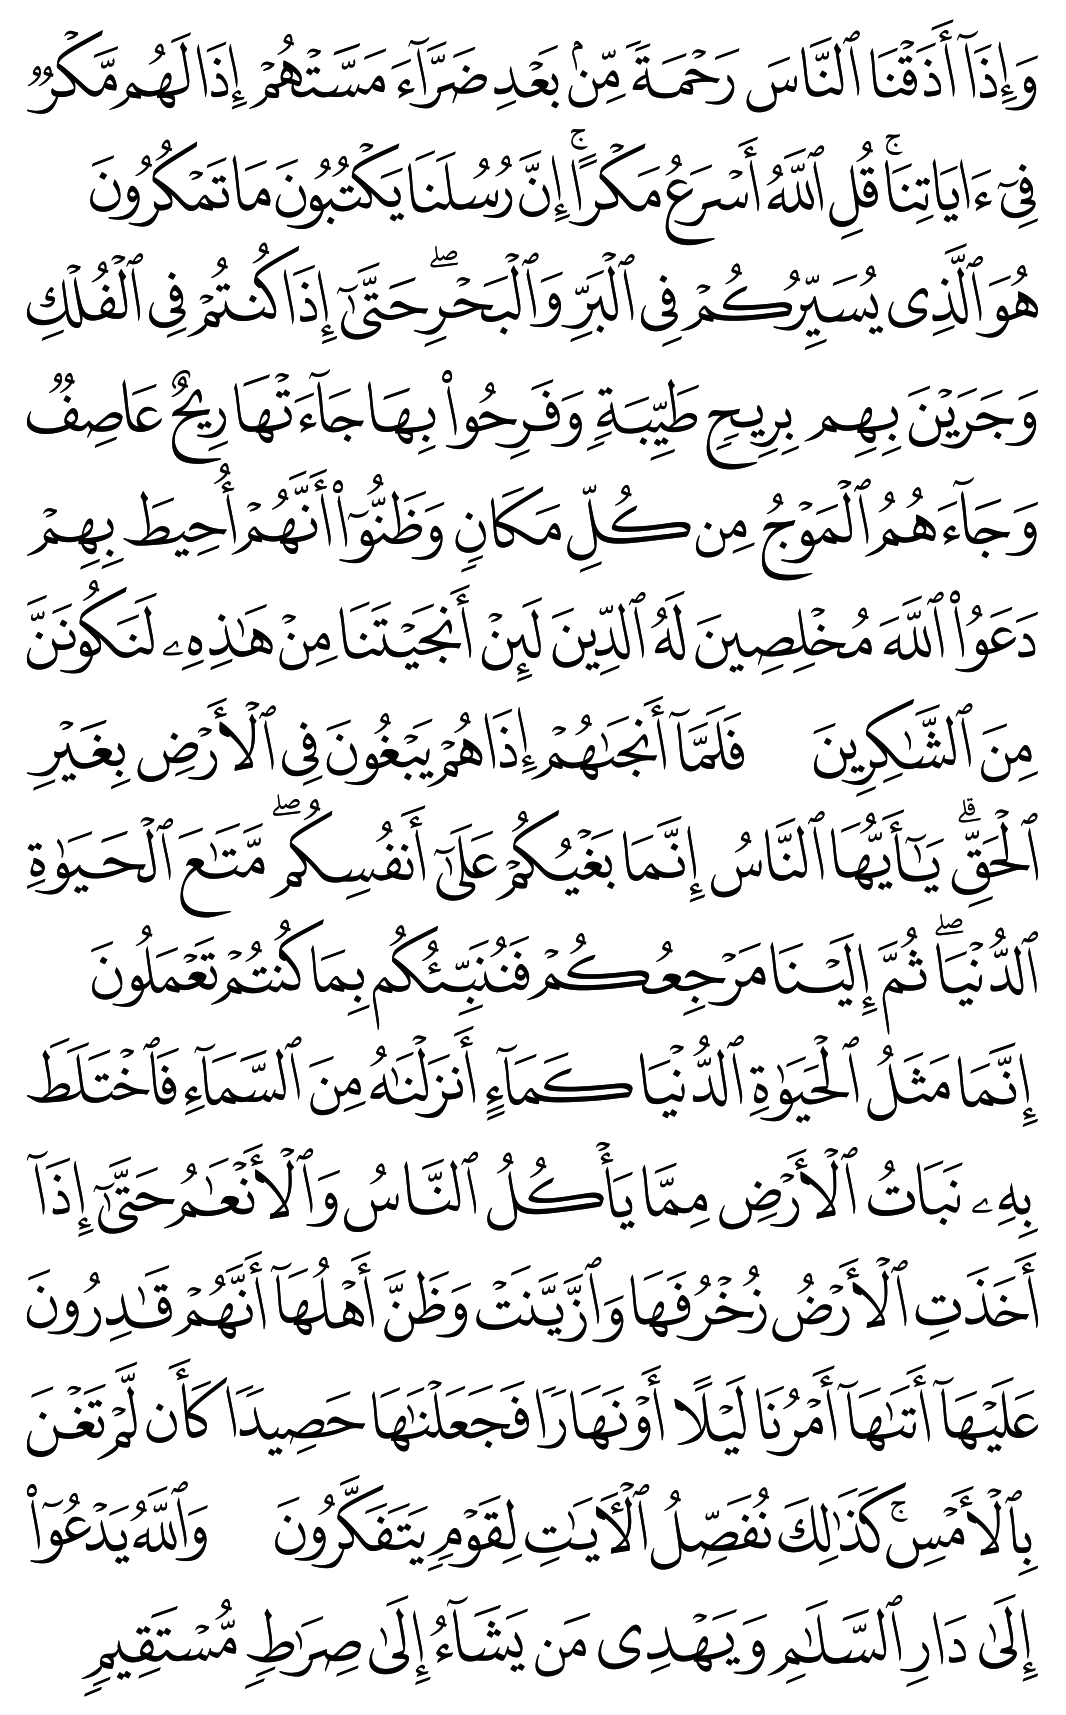 وَإِذَآ أَذَقۡنَا ٱلنَّاسَ رَحۡمَةٗ مِّنۢ بَعۡدِ ضَرَّآءَ مَسَّتۡهُمۡ إِذَا لَهُم مَّكۡرٞ
فِيٓ ءَايَاتِنَاۚ قُلِ ٱللَّهُ أَسۡرَعُ مَكۡرًاۚ إِنَّ رُسُلَنَا يَكۡتُبُونَ مَا تَمۡكُرُونَ
هُوَ ٱلَّذِي يُسَيِّرُكُمۡ فِي ٱلۡبَرِّ وَٱلۡبَحۡرِۖ حَتَّىٰٓ إِذَا كُنتُمۡ فِي ٱلۡفُلۡكِ
وَجَرَيۡنَ بِهِم بِرِيحٖ طَيِّبَةٖ وَفَرِحُواْ بِهَا جَآءَتۡهَا رِيحٌ عَاصِفٞ
وَجَآءَهُمُ ٱلۡمَوۡجُ مِن كُلِّ مَكَانٖ وَظَنُّوٓاْ أَنَّهُمۡ أُحِيطَ بِهِمۡ
دَعَوُاْ ٱللَّهَ مُخۡلِصِينَ لَهُ ٱلدِّينَ لَئِنۡ أَنجَيۡتَنَا مِنۡ هَٰذِهِۦ لَنَكُونَنَّ
مِنَ ٱلشَّٰكِرِينَ فَلَمَّآ أَنجَىٰهُمۡ إِذَا هُمۡ يَبۡغُونَ فِي ٱلۡأَرۡضِ بِغَيۡرِ
ٱلۡحَقِّۗ يَٰٓأَيُّهَا ٱلنَّاسُ إِنَّمَا بَغۡيُكُمۡ عَلَىٰٓ أَنفُسِكُمۖ مَّتَٰعَ ٱلۡحَيَوٰةِ
ٱلدُّنۡيَاۖ ثُمَّ إِلَيۡنَا مَرۡجِعُكُمۡ فَنُنَبِّئُكُم بِمَا كُنتُمۡ تَعۡمَلُونَ
إِنَّمَا مَثَلُ ٱلۡحَيَوٰةِ ٱلدُّنۡيَا كَمَآءٍ أَنزَلۡنَٰهُ مِنَ ٱلسَّمَآءِ فَٱخۡتَلَطَ
بِهِۦ نَبَاتُ ٱلۡأَرۡضِ مِمَّا يَأۡكُلُ ٱلنَّاسُ وَٱلۡأَنۡعَٰمُ حَتَّىٰٓ إِذَآ
أَخَذَتِ ٱلۡأَرۡضُ زُخۡرُفَهَا وَٱزَّيَّنَتۡ وَظَنَّ أَهۡلُهَآ أَنَّهُمۡ قَٰدِرُونَ
عَلَيۡهَآ أَتَىٰهَآ أَمۡرُنَا لَيۡلًا أَوۡ نَهَارٗا فَجَعَلۡنَٰهَا حَصِيدٗا كَأَن لَّمۡ تَغۡنَ
بِٱلۡأَمۡسِۚ كَذَٰلِكَ نُفَصِّلُ ٱلۡأٓيَٰتِ لِقَوۡمٖ يَتَفَكَّرُونَ وَٱللَّهُ يَدۡعُوٓاْ
إِلَىٰ دَارِ ٱلسَّلَٰمِ وَيَهۡدِي مَن يَشَآءُ إِلَىٰ صِرَٰطٖ مُّسۡتَقِيمٖ